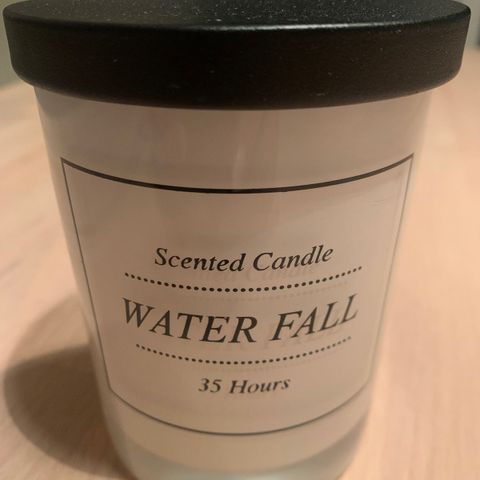 Scented Candle
WATER FALL
35 Hours